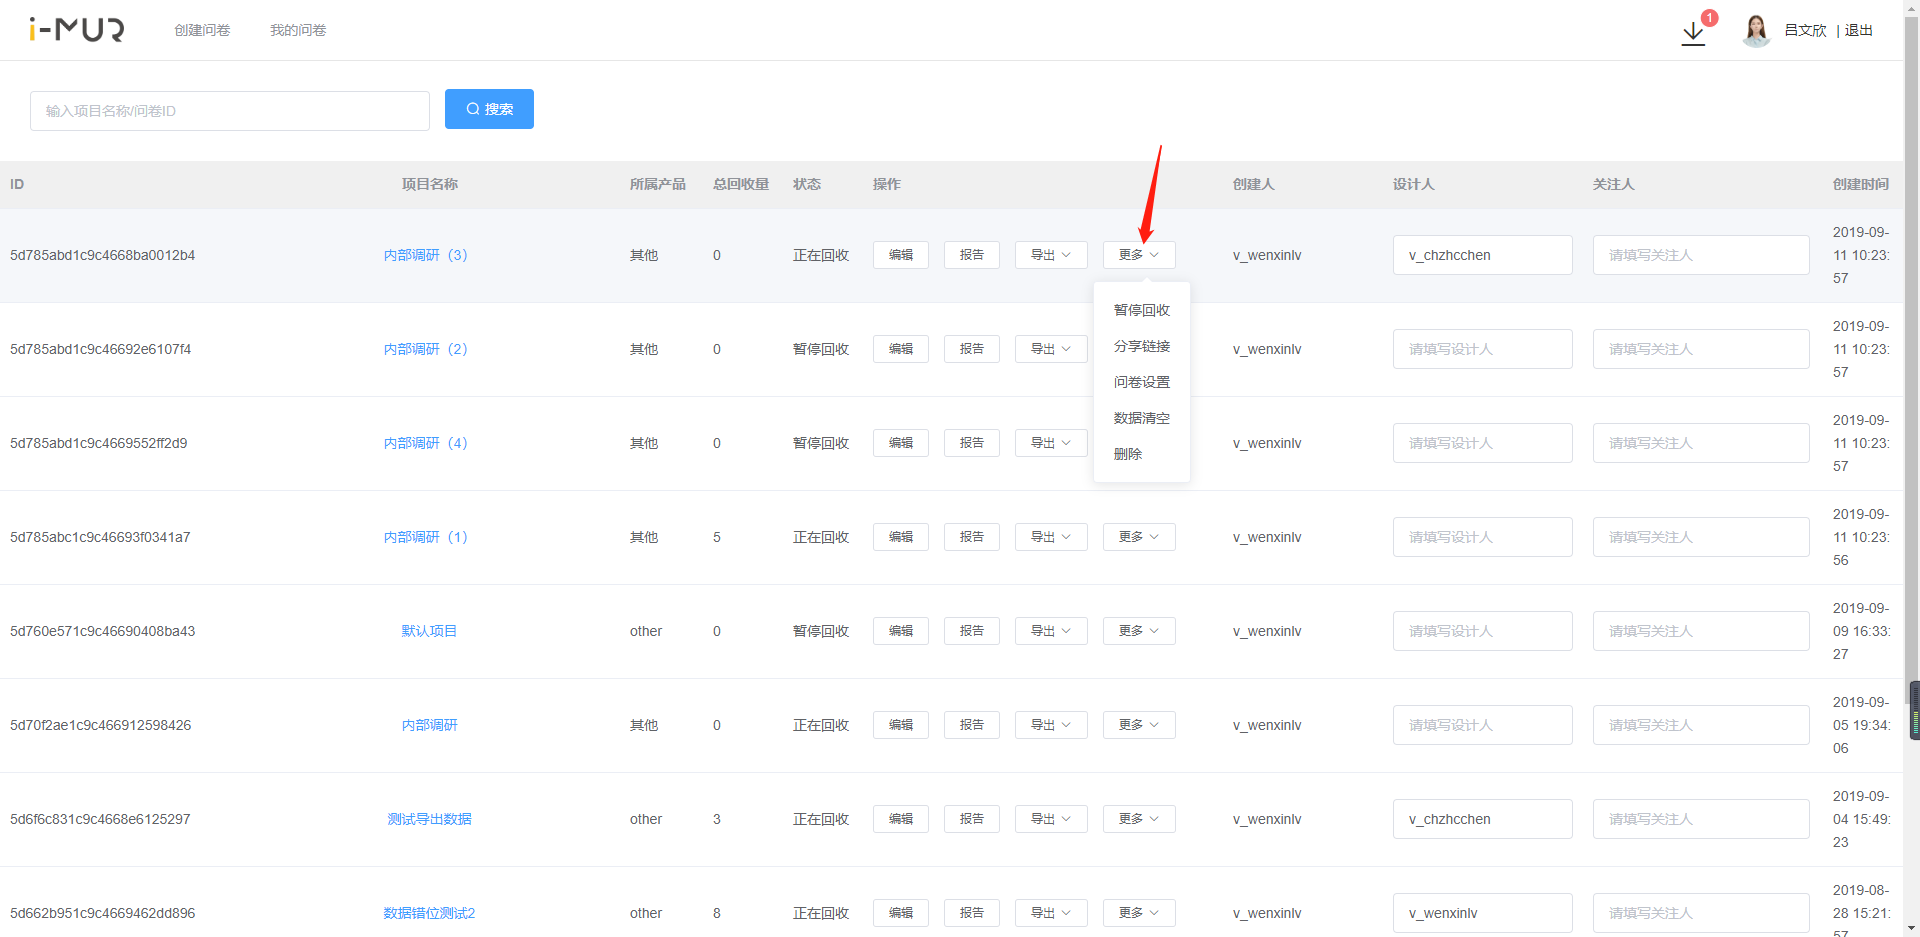 i-MUR 创建问卷 我的问卷 1 吕文欣 | 退出
输入项目名称/问卷ID 搜索
ID 项目名称 所属产品 总回收量 状态 操作 创建人 设计人 关注人 创建时间
5d785abd1c9c4668ba0012b4 内部调研（3） 其他 0 正在回收 编辑 报告 导出 更多 v_wenxinlv v_chzhcchen 请填写关注人 2019-09-
11 10:23:
57
暂停回收
分享链接
问卷设置
数据清空
删除
5d785abd1c9c46692e6107f4 内部调研（2） 其他 0 暂停回收 编辑 报告 导出 v_wenxinlv 请填写设计人 请填写关注人 2019-09-
11 10:23:
57
5d785abd1c9c4669552ff2d9 内部调研（4） 其他 0 暂停回收 编辑 报告 导出 v_wenxinlv 请填写设计人 请填写关注人 2019-09-
11 10:23:
57
5d785abc1c9c46693f0341a7 内部调研（1） 其他 5 正在回收 编辑 报告 导出 更多 v_wenxinlv 请填写设计人 请填写关注人 2019-09-
11 10:23:
56
5d760e571c9c46690408ba43 默认项目 other 0 暂停回收 编辑 报告 导出 更多 v_wenxinlv 请填写设计人 请填写关注人 2019-09-
09 16:33:
27
5d70f2ae1c9c466912598426 内部调研 其他 0 正在回收 编辑 报告 导出 更多 v_wenxinlv 请填写设计人 请填写关注人 2019-09-
05 19:34:
06
5d6f6c831c9c4668e6125297 测试导出数据 other 3 正在回收 编辑 报告 导出 更多 v_wenxinlv v_chzhcchen 请填写关注人 2019-09-
04 15:49:
23
5d662b951c9c4669462dd896 数据错位测试2 other 8 正在回收 编辑 报告 导出 更多 v_wenxinlv v_wenxinlv 请填写关注人 2019-08-
28 15:21:
57